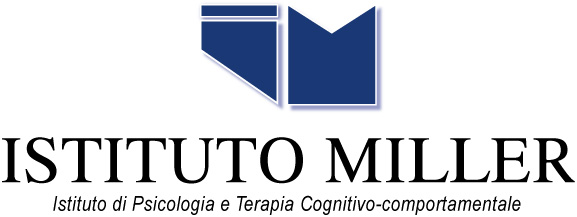 ISTITUTO MILLER
Istituto di Psicologia e Terapia Cognitivo-comportamentale